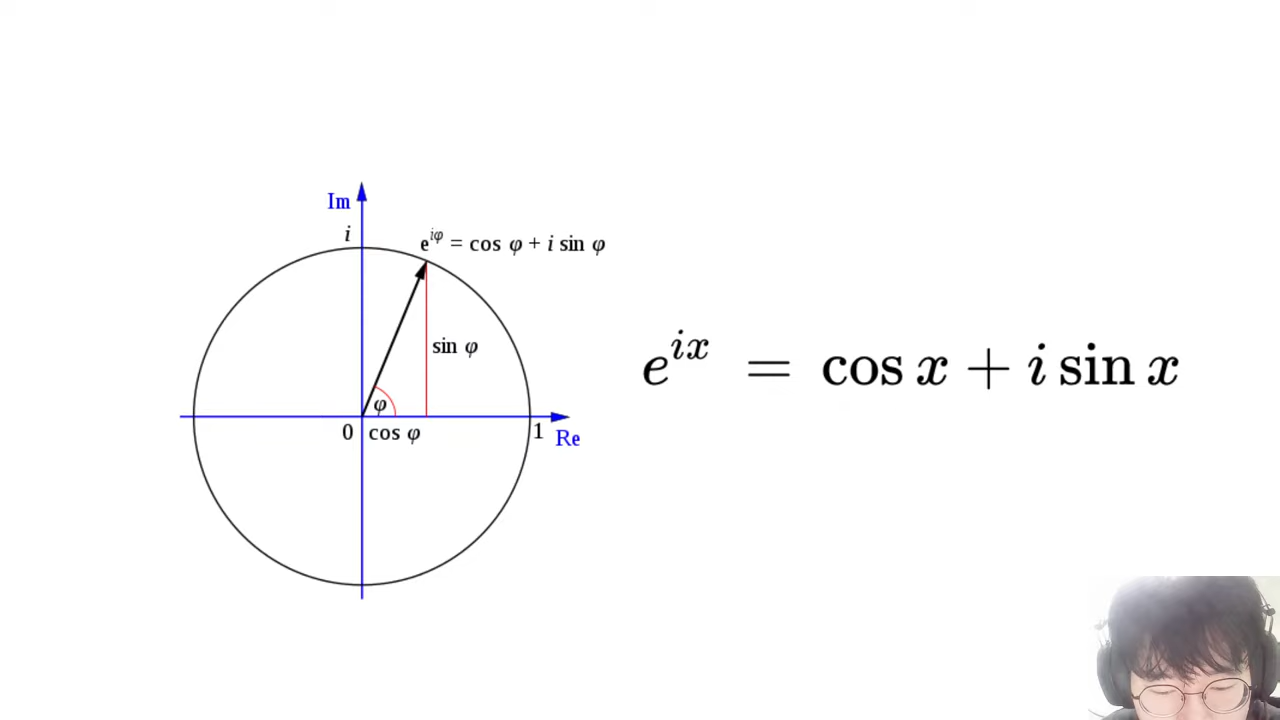 Im
i
e^{iφ} = cos φ + i sin φ
sin φ
φ
0 cos φ 1 Re
e^{ix} = cos x + i sin x